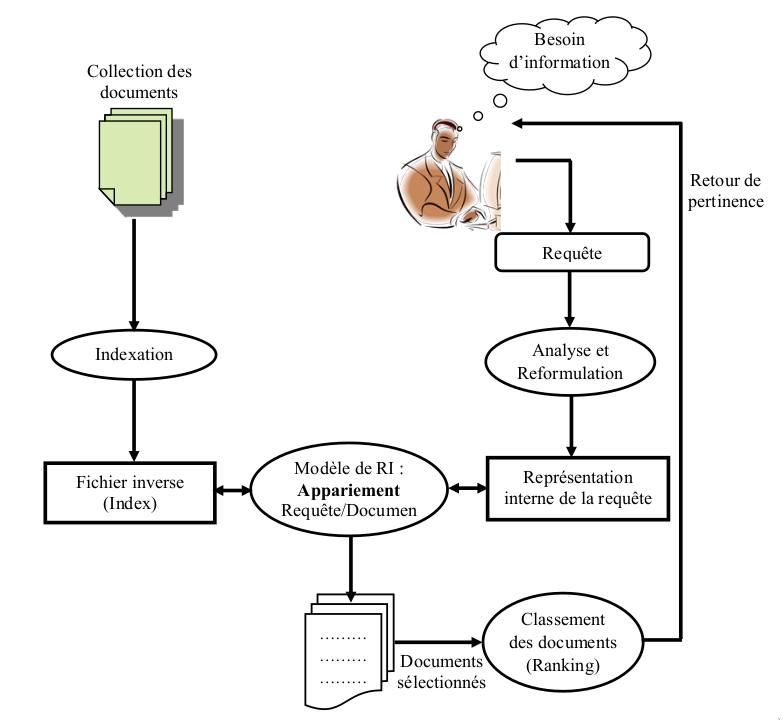 Besoin
d'information
Collection des
documents
Retour de
pertinence
Requête
Indexation
Analyse et
Reformulation
Fichier inverse
(Index)
Modèle de RI :
Appariement
Requête/Documen
Représentation
interne de la requête
Classement
des documents
(Ranking)
Documents
sélectionnés